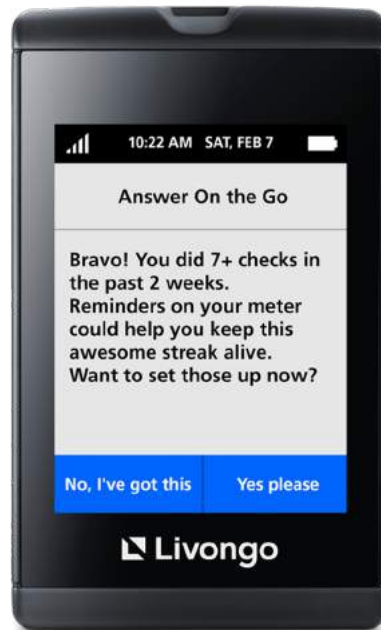 10:22 AM SAT, FEB 7
Answer On the Go
Bravo! You did 7+ checks in
the past 2 weeks.
Reminders on your meter
could help you keep this
awesome streak alive.
Want to set those up now?
No, I've got this Yes please
Livongo